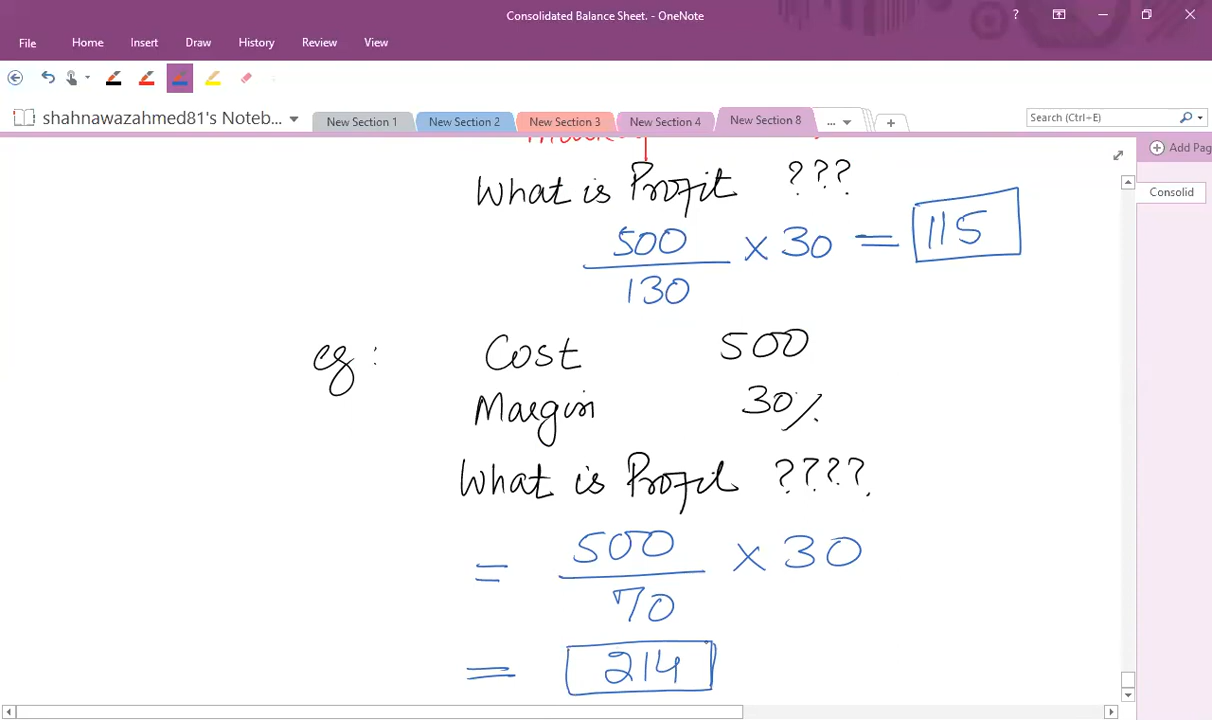 Consolidated Balance Sheet. - OneNote
?
File Home Insert Draw History Review View
shahnawazahmed81's Noteb... New Section 1 New Section 2 New Section 3 New Section 4 New Section 8 ... + Search (Ctrl+E)
Add Pag
Consolid
What is Profit ???
500
130
x 30 = 115
eg : Cost 500
Margin 30%
What is Profit ????
= 500
70
x 30
= 214